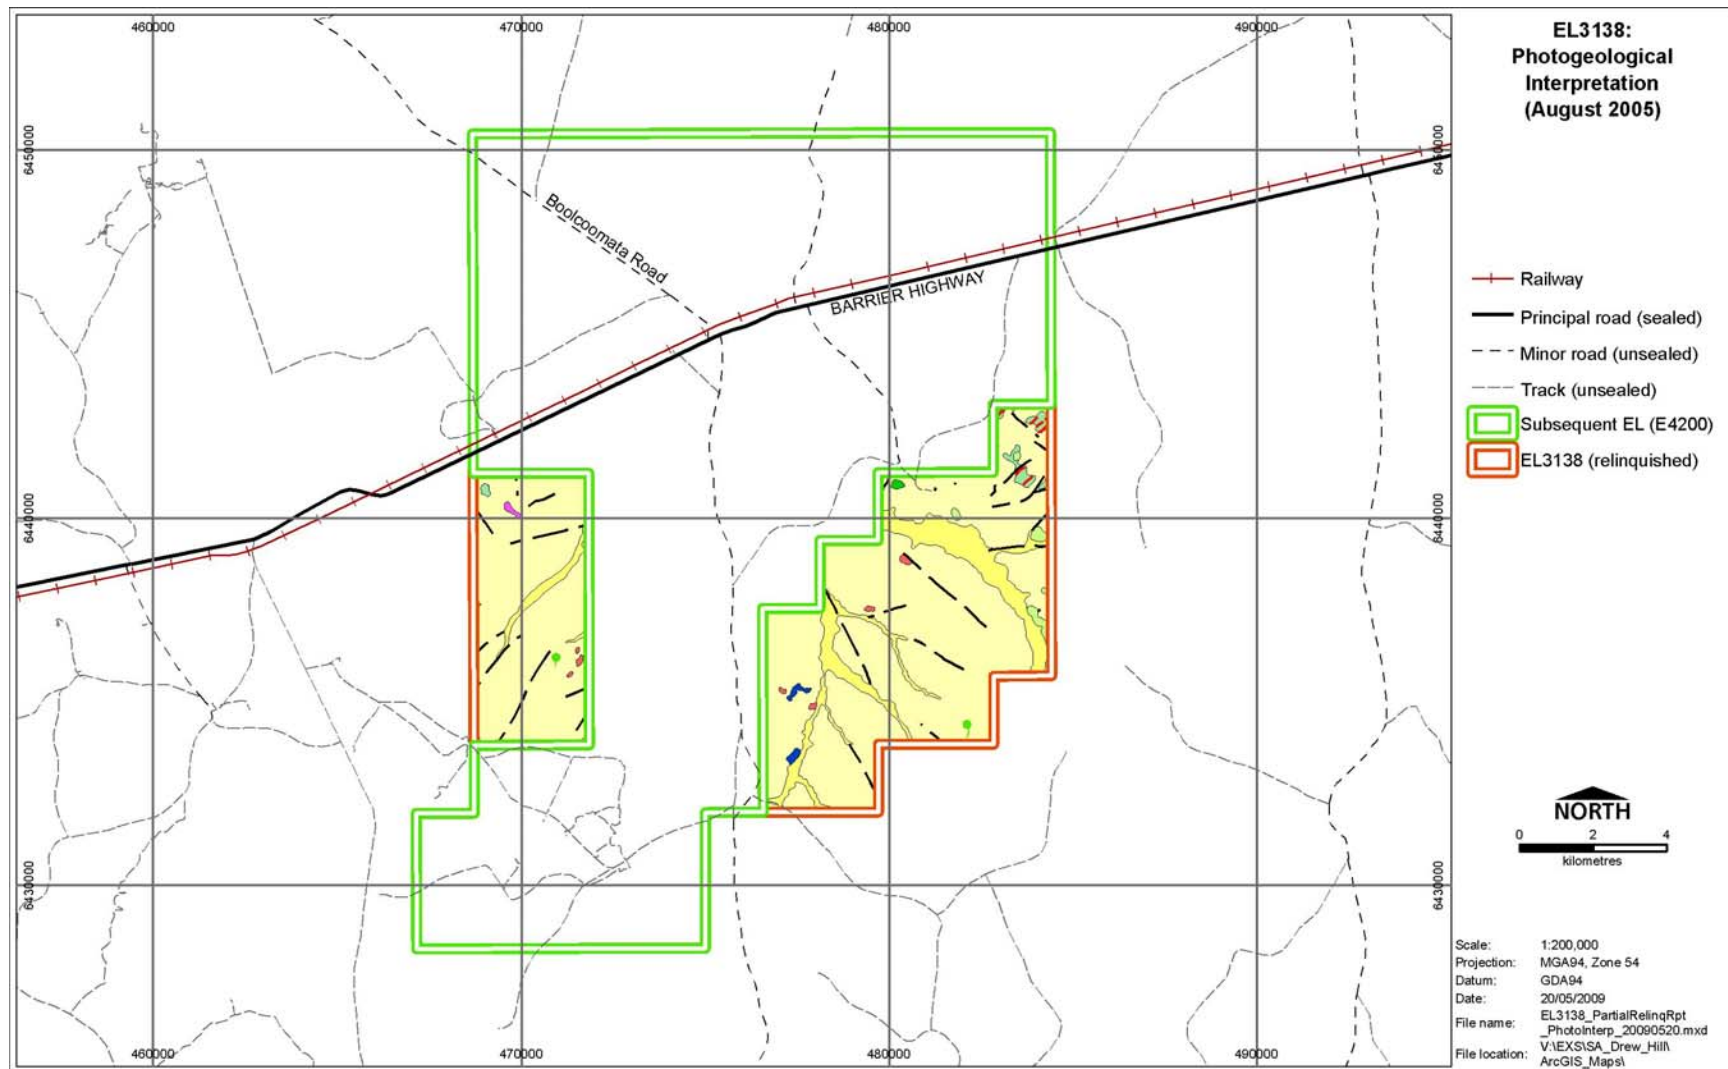 460000
470000
480000
490000
EL3138:
Photogeological
Interpretation
(August 2005)
6450000
6450000
Boolcoomata Road
BARRIER HIGHWAY
Railway
Principal road (sealed)
Minor road (unsealed)
Track (unsealed)
Subsequent EL (E4200)
EL3138 (relinquished)
6440000
6440000
NORTH
0 2 4
kilometres
6430000
6430000
Scale: 1:200,000
Projection: MGA94, Zone 54
Datum: GDA94
Date: 20/05/2009
File name: EL3138_PartialRelinqRpt
_PhotoInterp_20090520.mxd
File location: V:\EXS\SA_Drew_Hill\
ArcGIS_Maps\
460000
470000
480000
490000